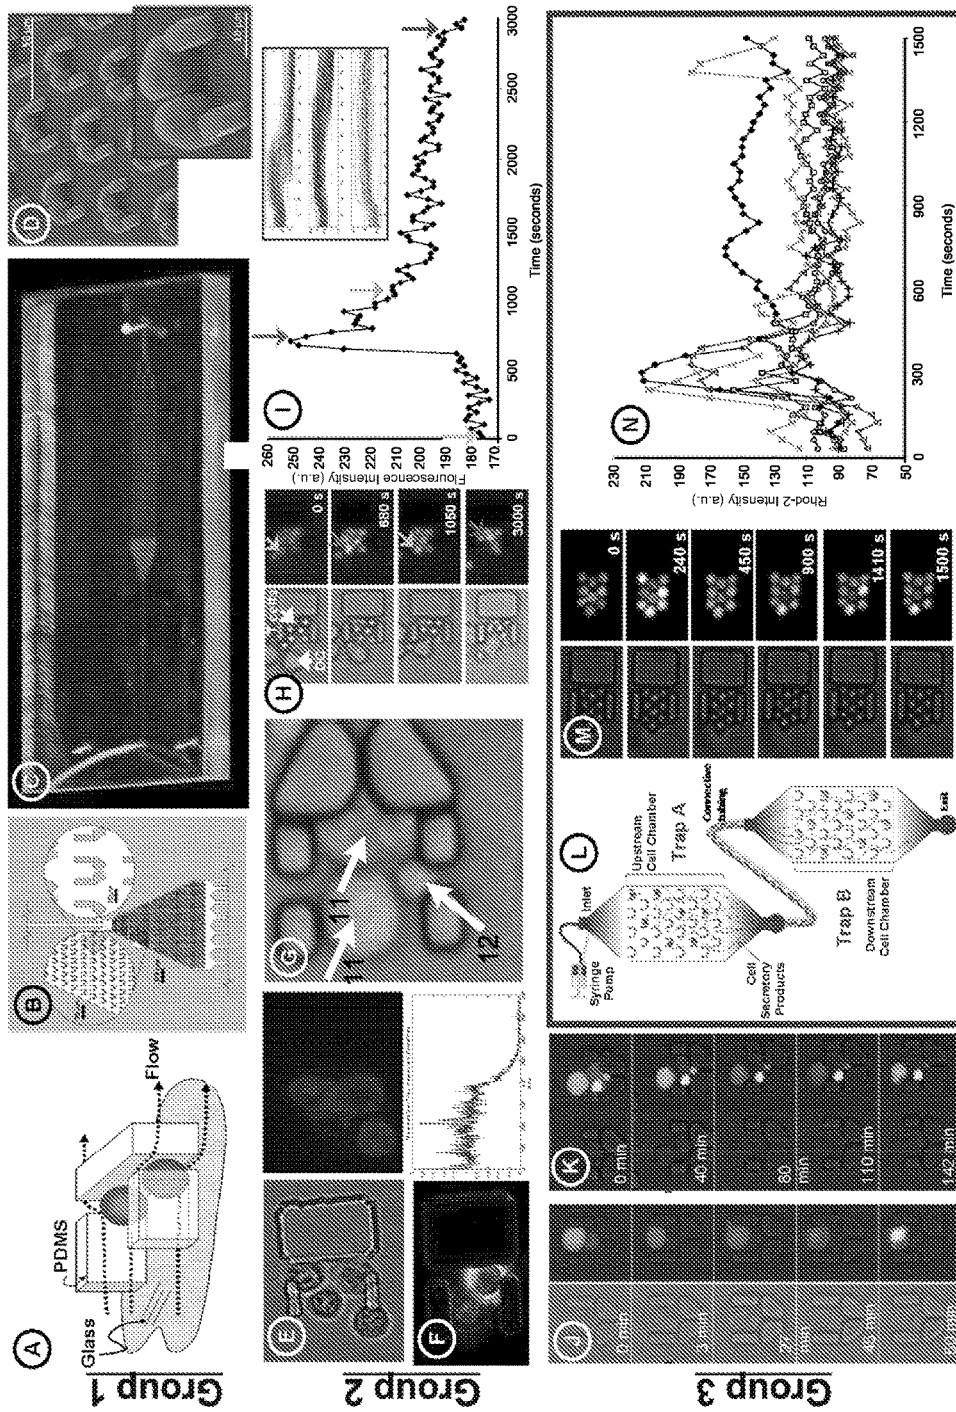 Group 1
A
Glass
PDMS
Flow
B
C
D
Group 2
E
F
G
11
11
12
H
0 s
680 s
1050 s
3000 s
I
Flourescence Intensity (a.u.)
260
250
240
230
220
210
200
190
180
170
0
500
1000
1500
2000
2500
3000
Time (seconds)
Group 3
J
0 min
K
0 min
40 min
80 min
110 min
142 min
L
Syringe Pump
Inlet
Upstream Cell Chamber
Trap A
Connective tubing
Cell Secretory Products
Trap B
Downstream Cell Chamber
Exit
M
0 s
240 s
450 s
900 s
1410 s
1500 s
N
Rhod-2 Intensity (a.u.)
210
190
170
150
130
110
90
70
50
0
300
600
900
1200
1500
Time (seconds)